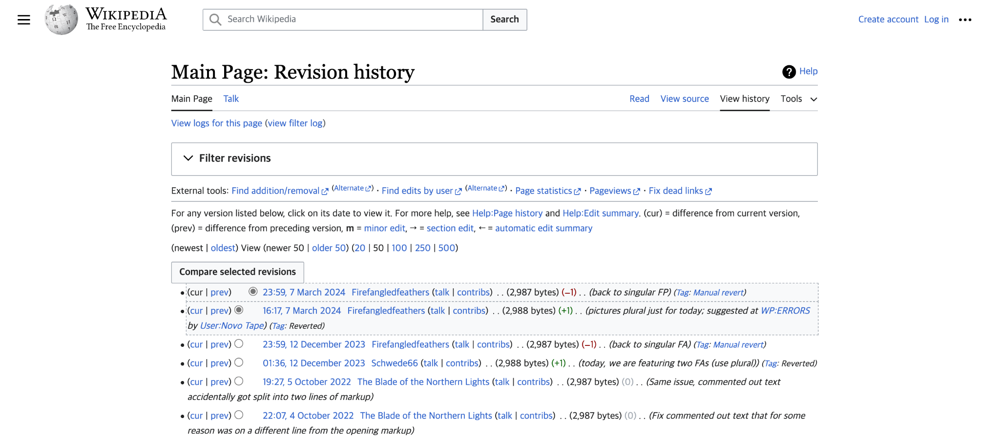 WIKIPEDIA
The Free Encyclopedia
Search Wikipedia
Search
Create account Log in
Main Page: Revision history
? Help
Main Page Talk
Read View source View history Tools
View logs for this page (view filter log)
Filter revisions
External tools: Find addition/removal (Alternate) · Find edits by user (Alternate) · Page statistics · Pageviews · Fix dead links
For any version listed below, click on its date to view it. For more help, see Help:Page history and Help:Edit summary. (cur) = difference from current version,
(prev) = difference from preceding version, m = minor edit, → = section edit, ← = automatic edit summary
(newest | oldest) View (newer 50 | older 50) (20 | 50 | 100 | 250 | 500)
Compare selected revisions
• (cur | prev) 23:59, 7 March 2024 Firefangledfeathers (talk | contribs) . . (2,987 bytes) (−1) . . (back to singular FP) (Tag: Manual revert)
• (cur | prev) 16:17, 7 March 2024 Firefangledfeathers (talk | contribs) . . (2,988 bytes) (+1) . . (pictures plural just for today; suggested at WP:ERRORS
by User:Novo Tape) (Tag: Reverted)
• (cur | prev) 23:59, 12 December 2023 Firefangledfeathers (talk | contribs) . . (2,987 bytes) (−1) . . (back to singular FA) (Tag: Manual revert)
• (cur | prev) 01:36, 12 December 2023 Schwede66 (talk | contribs) . . (2,988 bytes) (+1) . . (today, we are featuring two FAs (use plural)) (Tag: Reverted)
• (cur | prev) 19:27, 5 October 2022 The Blade of the Northern Lights (talk | contribs) . . (2,987 bytes) (0) . . (Same issue, commented out text
accidentally got split into two lines of markup)
• (cur | prev) 22:07, 4 October 2022 The Blade of the Northern Lights (talk | contribs) . . (2,987 bytes) (0) . . (Fix commented out text that for some
reason was on a different line from the opening markup)